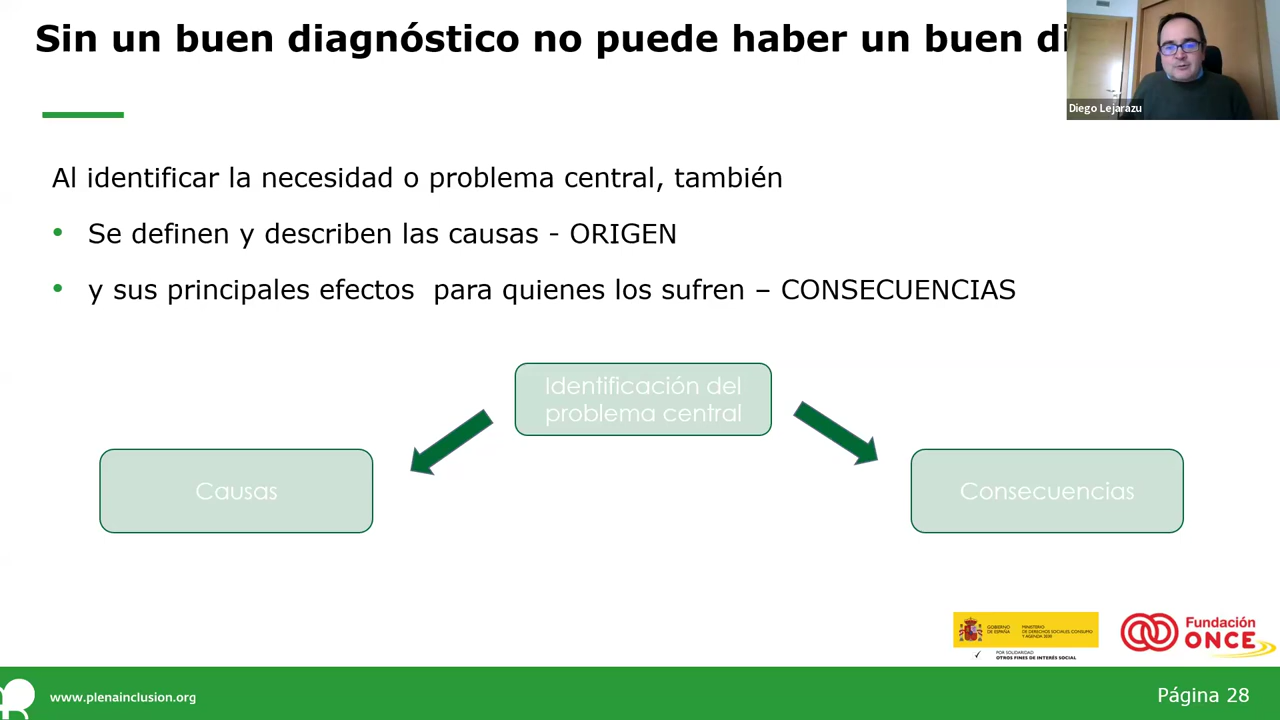 Sin un buen diagnóstico no puede haber un buen di
Diego Lejarazu
Al identificar la necesidad o problema central, también
• Se definen y describen las causas - ORIGEN
• y sus principales efectos para quienes los sufren – CONSECUENCIAS
Identificación del
problema central
Causas
Consecuencias
GOBIERNO
DE ESPAÑA
MINISTERIO
DE DERECHOS SOCIALES, CONSUMO
Y AGENDA 2030
POR SOLIDARIDAD
OTROS FINES DE INTERÉS SOCIAL
Fundación
ONCE
www.plenainclusion.org
Página 28